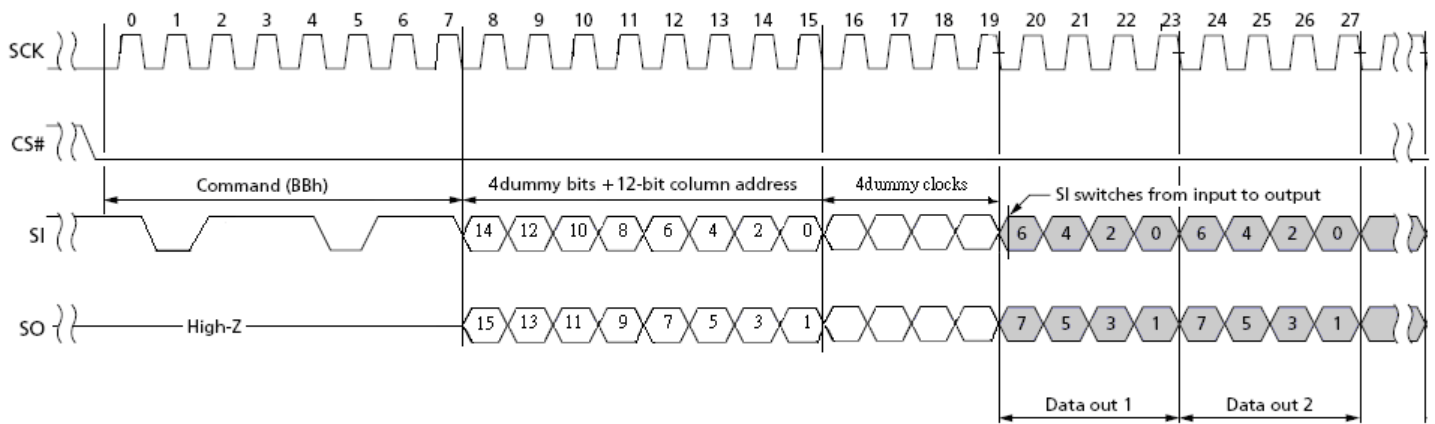 0 1 2 3 4 5 6 7 8 9 10 11 12 13 14 15 16 17 18 19 20 21 22 23 24 25 26 27
SCK
CS#
Command (BBh) 4dummy bits + 12-bit column address 4dummy clocks
SI switches from input to output
SI 14 12 10 8 6 4 2 0 6 4 2 0 6 4 2 0
SO High-Z 15 13 11 9 7 5 3 1 7 5 3 1 7 5 3 1
Data out 1 Data out 2